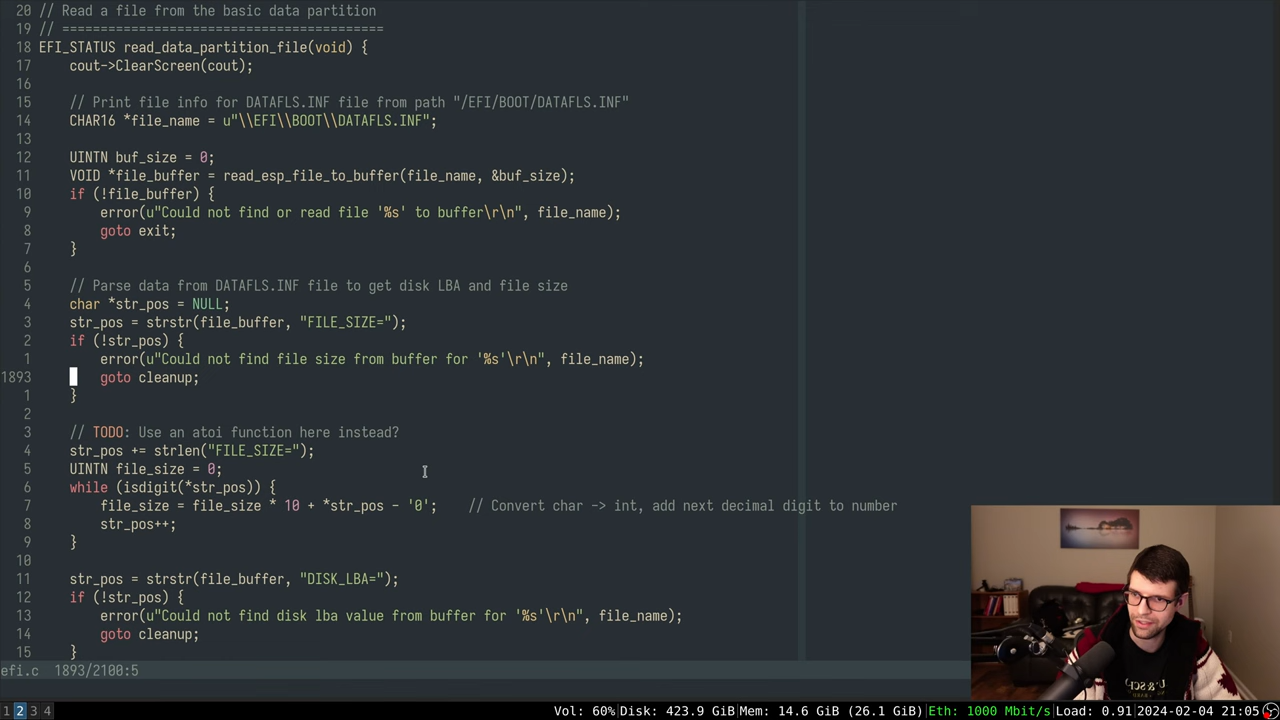 20 // Read a file from the basic data partition
19 // ==========================================
18 EFI_STATUS read_data_partition_file(void) {
17     cout->ClearScreen(cout);
16
15     // Print file info for DATAFLS.INF file from path "/EFI/BOOT/DATAFLS.INF"
14     CHAR16 *file_name = u"\\EFI\\BOOT\\DATAFLS.INF";
13
12     UINTN buf_size = 0;
11     VOID *file_buffer = read_esp_file_to_buffer(file_name, &buf_size);
10     if (!file_buffer) {
9         error(u"Could not find or read file '%s' to buffer\r\n", file_name);
8         goto exit;
7     }
6
5     // Parse data from DATAFLS.INF file to get disk LBA and file size
4     char *str_pos = NULL;
3     str_pos = strstr(file_buffer, "FILE_SIZE=");
2     if (!str_pos) {
1         error(u"Could not find file size from buffer for '%s'\r\n", file_name);
1893         goto cleanup;
1     }
2
3     // TODO: Use an atoi function here instead?
4     str_pos += strlen("FILE_SIZE=");
5     UINTN file_size = 0;
6     while (isdigit(*str_pos)) {
7         file_size = file_size * 10 + *str_pos - '0';    // Convert char -> int, add next decimal digit to number
8         str_pos++;
9     }
10
11     str_pos = strstr(file_buffer, "DISK_LBA=");
12     if (!str_pos) {
13         error(u"Could not find disk lba value from buffer for '%s'\r\n", file_name);
14         goto cleanup;
15     }
efi.c  1893/2100:5
1 2 3 4 Vol: 60%|Disk: 423.9 GiB|Mem: 14.6 GiB (26.1 GiB)|Eth: 1000 Mbit/s|Load: 0.91|2024-02-04 21:05